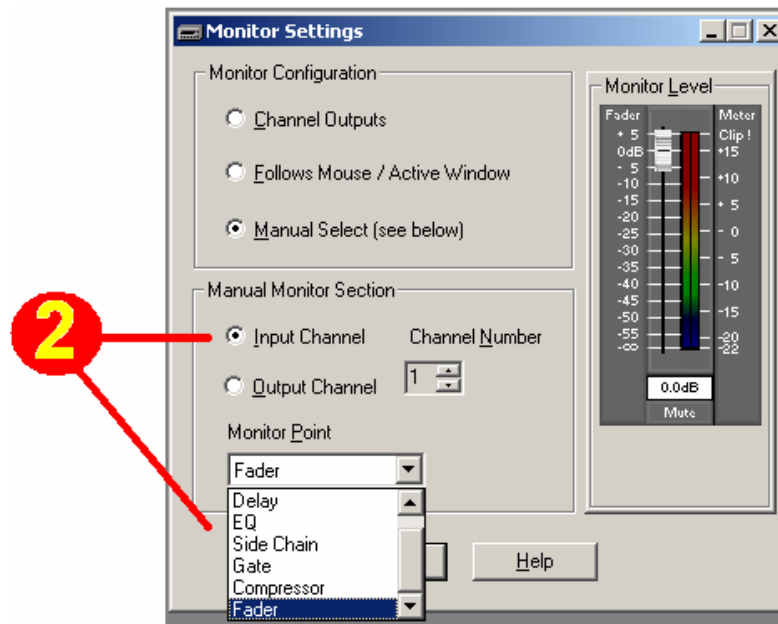 Monitor Settings
Monitor Configuration
Channel Outputs
Follows Mouse / Active Window
Manual Select (see below)
Manual Monitor Section
Input Channel
Channel Number
Output Channel
1
Monitor Point
Fader
Delay
EQ
Side Chain
Gate
Compressor
Fader
Help
Monitor Level
Fader Meter
+ 5 Clip !
0dB +15
- 5
-10 +10
-15
-20 + 5
-25 - 0
-30
-35 - 5
-40 -10
-45
-50 -15
-55 -20
-∞ -22
0.0dB
Mute
2